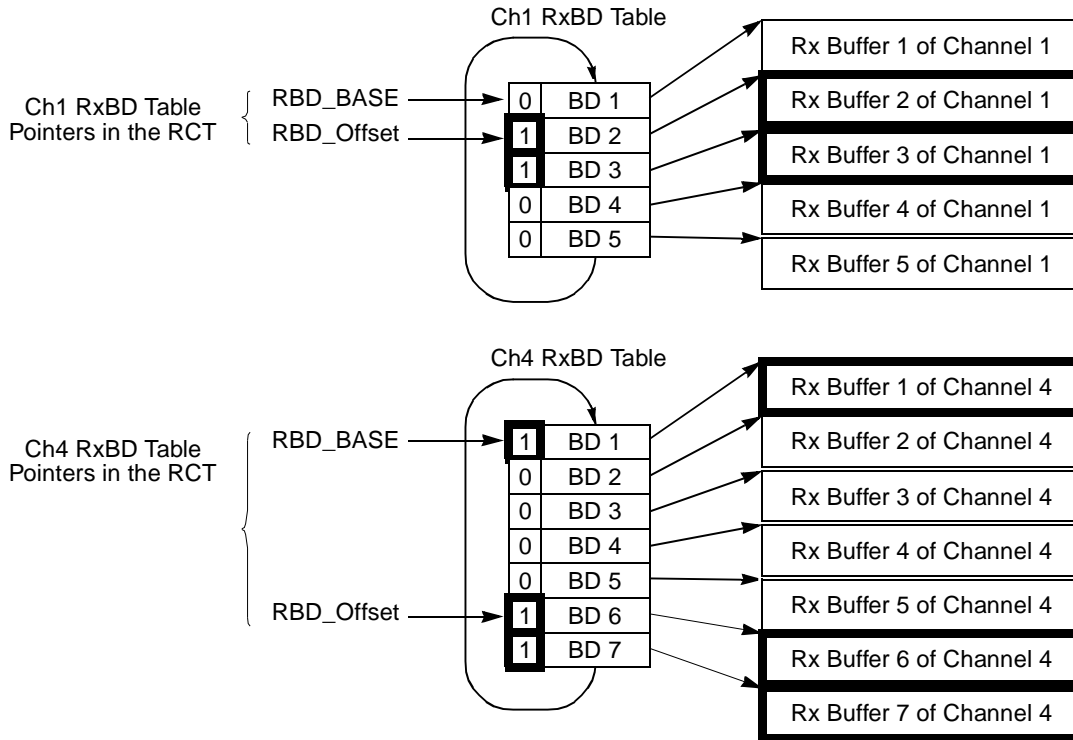 Ch1 RxBD Table
Ch1 RxBD Table
Pointers in the RCT
RBD_BASE
RBD_Offset
0 BD 1
1 BD 2
1 BD 3
0 BD 4
0 BD 5
Rx Buffer 1 of Channel 1
Rx Buffer 2 of Channel 1
Rx Buffer 3 of Channel 1
Rx Buffer 4 of Channel 1
Rx Buffer 5 of Channel 1
Ch4 RxBD Table
Ch4 RxBD Table
Pointers in the RCT
RBD_BASE
RBD_Offset
1 BD 1
0 BD 2
0 BD 3
0 BD 4
0 BD 5
1 BD 6
1 BD 7
Rx Buffer 1 of Channel 4
Rx Buffer 2 of Channel 4
Rx Buffer 3 of Channel 4
Rx Buffer 4 of Channel 4
Rx Buffer 5 of Channel 4
Rx Buffer 6 of Channel 4
Rx Buffer 7 of Channel 4